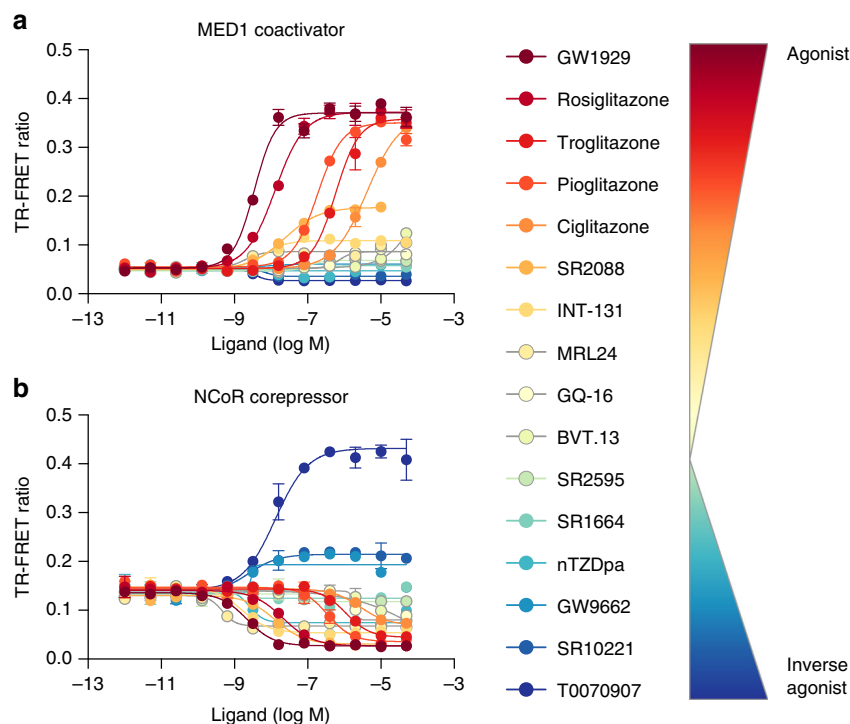 a
MED1 coactivator
0.5
0.4
0.3
0.2
0.1
0.0
TR-FRET ratio
−13
−11
−9
−7
−5
−3
Ligand (log M)
b
NCoR corepressor
0.5
0.4
0.3
0.2
0.1
0.0
TR-FRET ratio
−13
−11
−9
−7
−5
−3
Ligand (log M)
GW1929
Rosiglitazone
Troglitazone
Pioglitazone
Ciglitazone
SR2088
INT-131
MRL24
GQ-16
BVT.13
SR2595
SR1664
nTZDpa
GW9662
SR10221
T0070907
Agonist
Inverse
agonist